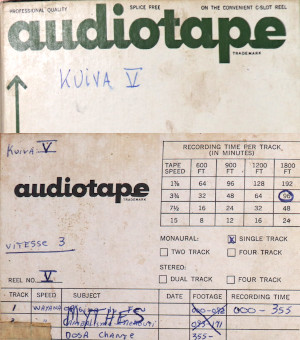 PROFESSIONAL QUALITY SPLICE FREE ON THE CONVENIENT C-SLOT REEL
audiotape
TRADEMARK
KUIVA V
KUIVA V
audiotape
TRADEMARK
VITESSE 3
REEL NO. V
RECORDING TIME PER TRACK
(IN MINUTES)
TAPE SPEED 600 FT 900 FT 1200 FT 1800 FT
1⅞ 64 96 128 192
3¾ 32 48 64 96
7½ 16 24 32 48
15 8 12 16 24
MONAURAL: X SINGLE TRACK
TWO TRACK FOUR TRACK
STEREO:
DUAL TRACK FOUR TRACK
TRACK SPEED SUBJECT DATE FOOTAGE RECORDING TIME
1 MYTHES 000-355
DOSA Change 355-